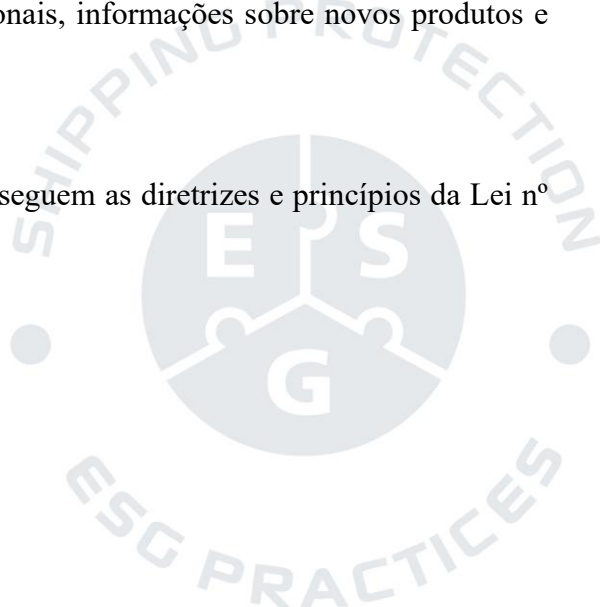 onais, informações sobre novos produtos e
SHIPPING PROTECTION
seguem as diretrizes e princípios da Lei nº
E S
G
ESG PRACTICES